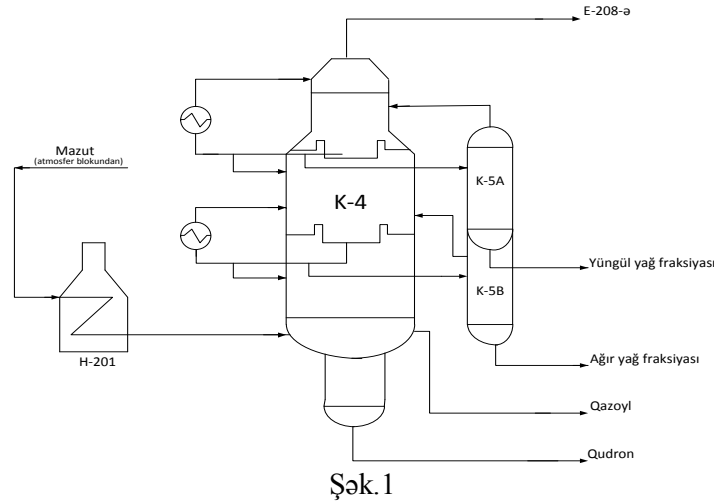 E-208-ə
Mazut
(atmosfer blokundan)
K-5A
K-4
Yüngül yağ fraksiyası
K-5B
H-201
Ağır yağ fraksiyası
Qazoyl
Qudron
Şək.1